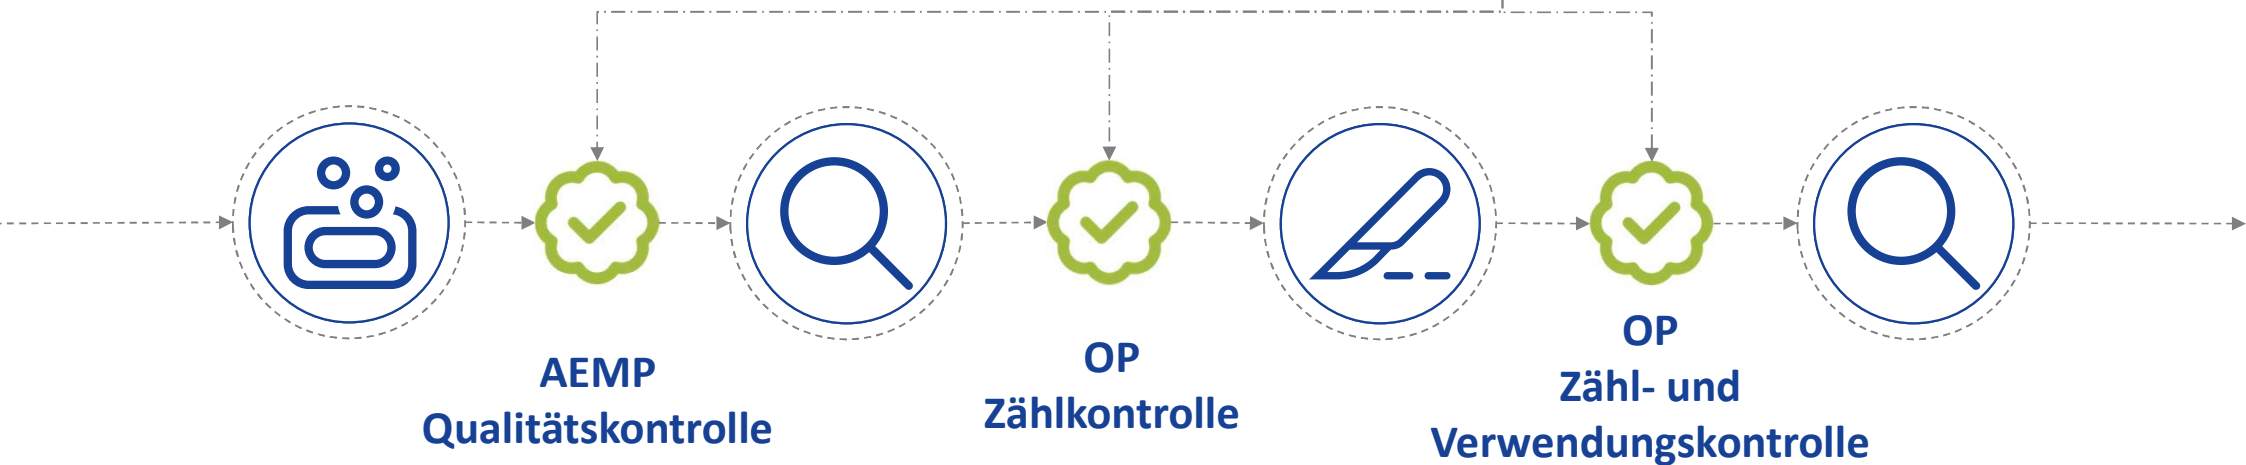 AEMP
Qualitätskontrolle
OP
Zählkontrolle
OP
Zähl- und
Verwendungskontrolle